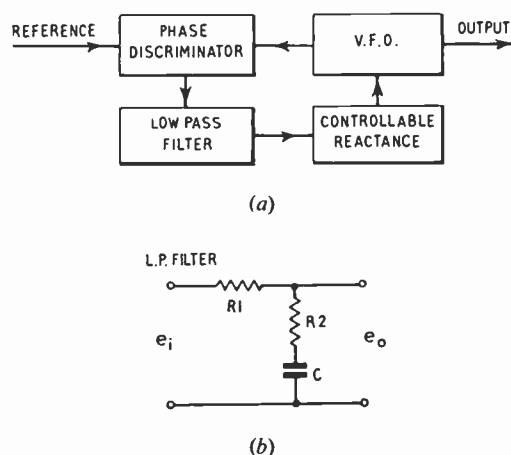 REFERENCE
PHASE
DISCRIMINATOR
V.F.O.
OUTPUT
LOW PASS
FILTER
CONTROLLABLE
REACTANCE
(a)
L.P. FILTER
R1
R2
C
ei
eo
(b)